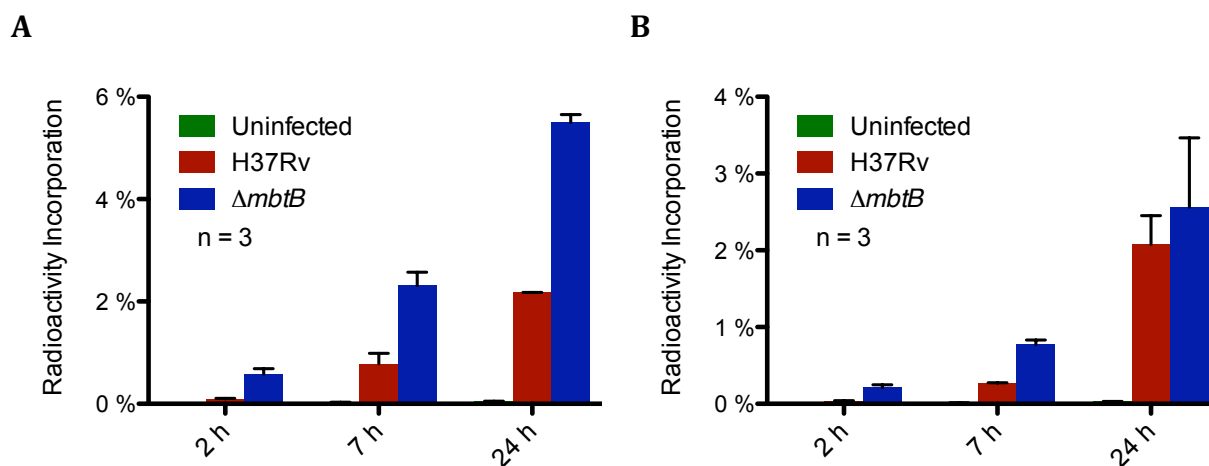 A
Radioactivity Incorporation
6 %
4 %
2 %
0 %
Uninfected
H37Rv
ΔmbtB
n = 3
2 h
7 h
24 h
B
Radioactivity Incorporation
4 %
3 %
2 %
1 %
0 %
Uninfected
H37Rv
ΔmbtB
n = 3
2 h
7 h
24 h